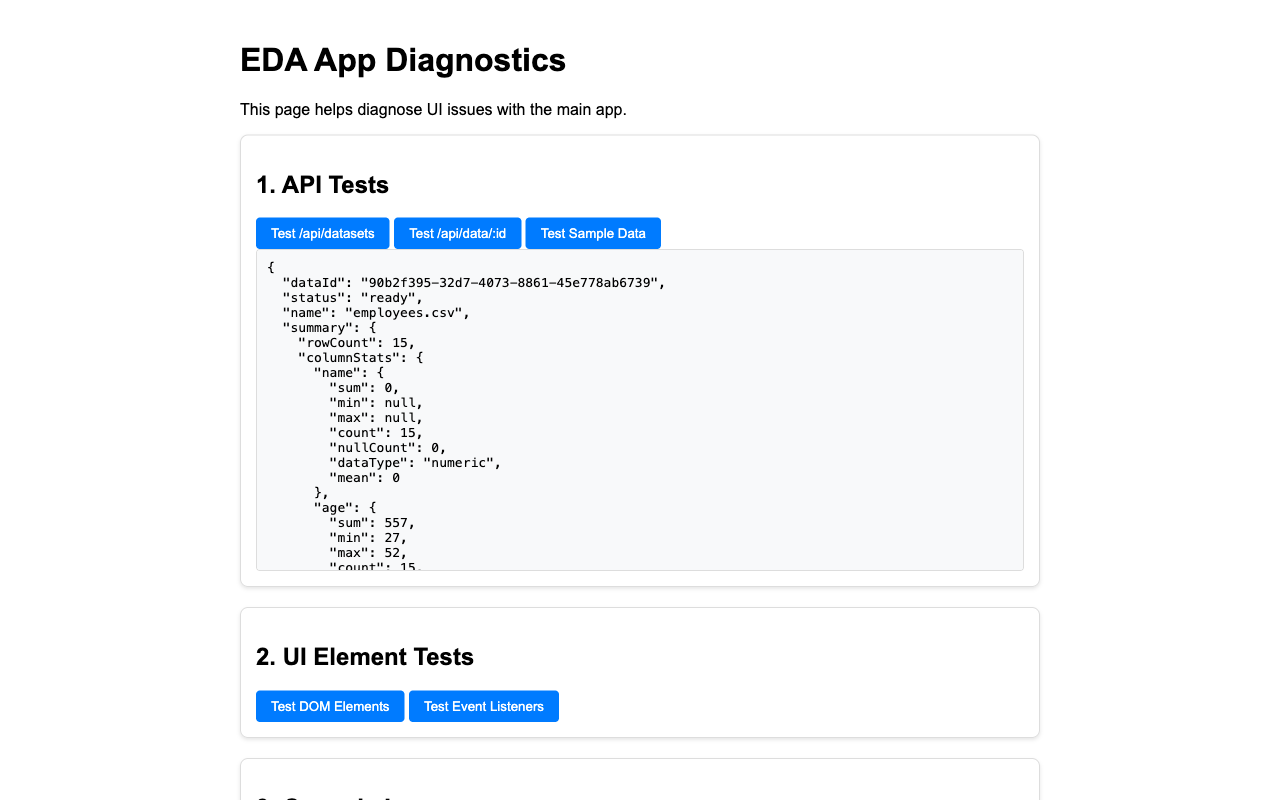 EDA App Diagnostics
This page helps diagnose UI issues with the main app.
1. API Tests
Test /api/datasets Test /api/data/:id Test Sample Data
{
  "dataId": "90b2f395-32d7-4073-8861-45e778ab6739",
  "status": "ready",
  "name": "employees.csv",
  "summary": {
    "rowCount": 15,
    "columnStats": {
      "name": {
        "sum": 0,
        "min": null,
        "max": null,
        "count": 15,
        "nullCount": 0,
        "dataType": "numeric",
        "mean": 0
      },
      "age": {
        "sum": 557,
        "min": 27,
        "max": 52,
        "count": 15,
2. UI Element Tests
Test DOM Elements Test Event Listeners